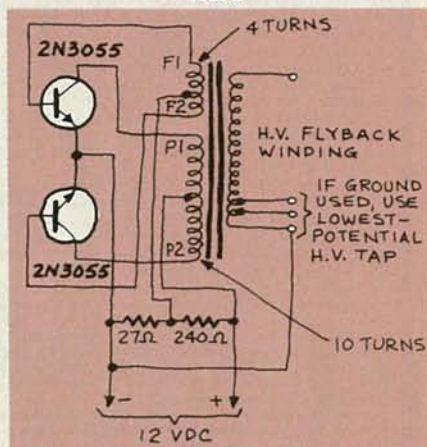 4 TURNS
2N3055
F1
F2
P1
P2
H.V. FLYBACK
WINDING
IF GROUND
USED, USE
LOWEST-
POTENTIAL
H.V. TAP
2N3055
27Ω
240Ω
10 TURNS
-
+
12 VDC